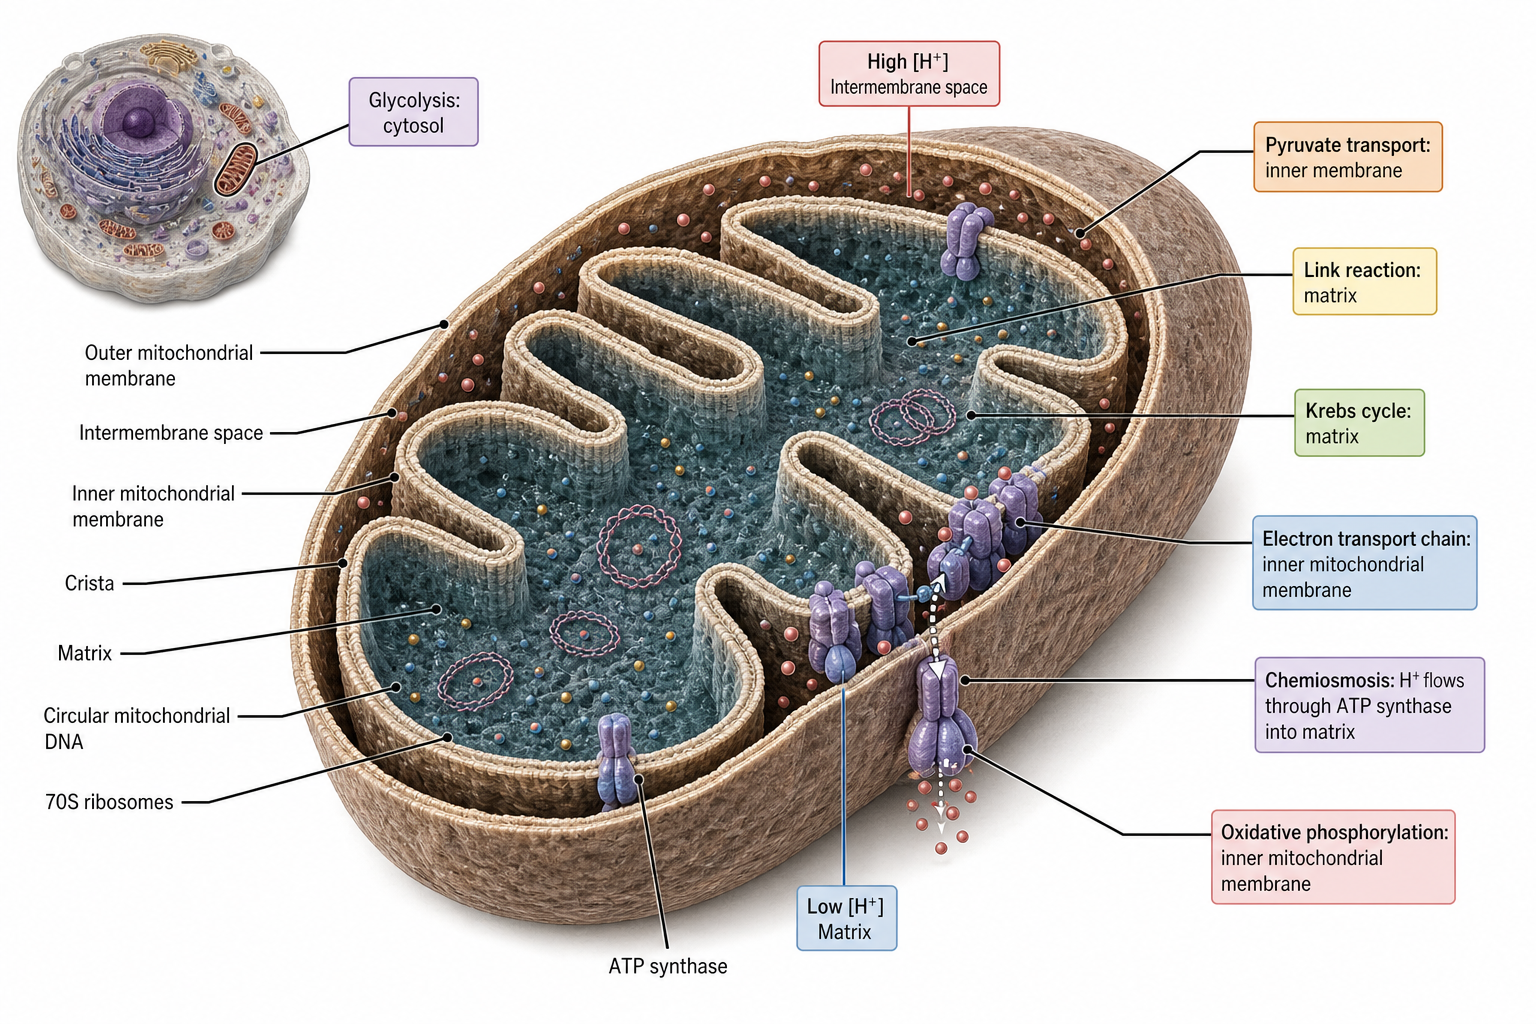 High [H⁺]
Intermembrane space
Glycolysis:
cytosol
Pyruvate transport:
inner membrane
Link reaction:
matrix
Outer mitochondrial
membrane
Intermembrane space
Krebs cycle:
matrix
Inner mitochondrial
membrane
Electron transport chain:
inner mitochondrial
membrane
Crista
Matrix
Chemiosmosis: H⁺ flows
through ATP synthase
into matrix
Circular mitochondrial
DNA
70S ribosomes
Oxidative phosphorylation:
inner mitochondrial
membrane
Low [H⁺]
Matrix
ATP synthase